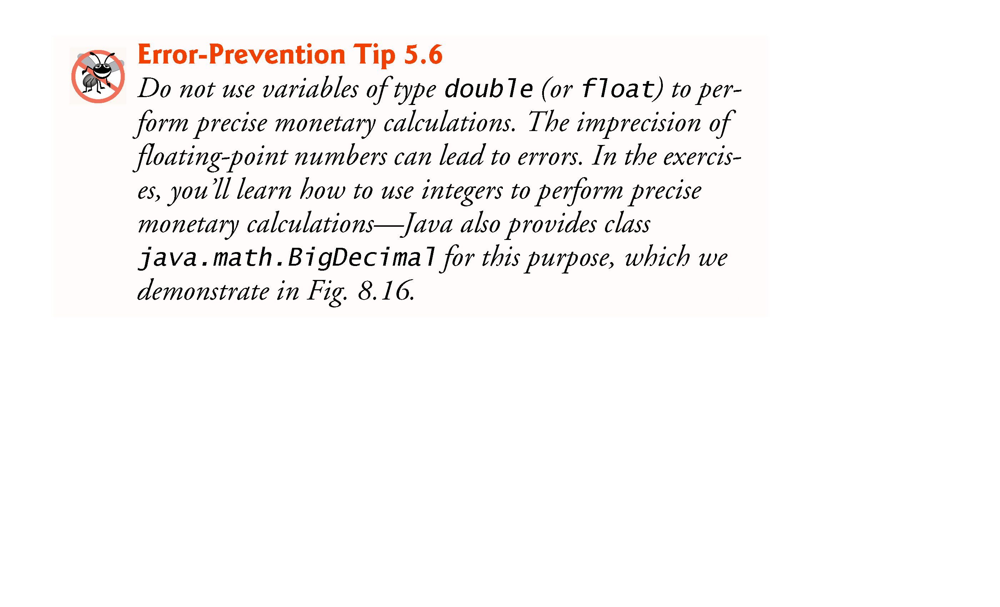 Error-Prevention Tip 5.6
Do not use variables of type double (or float) to per-
form precise monetary calculations. The imprecision of
floating-point numbers can lead to errors. In the exercis-
es, you’ll learn how to use integers to perform precise
monetary calculations—Java also provides class
java.math.BigDecimal for this purpose, which we
demonstrate in Fig. 8.16.